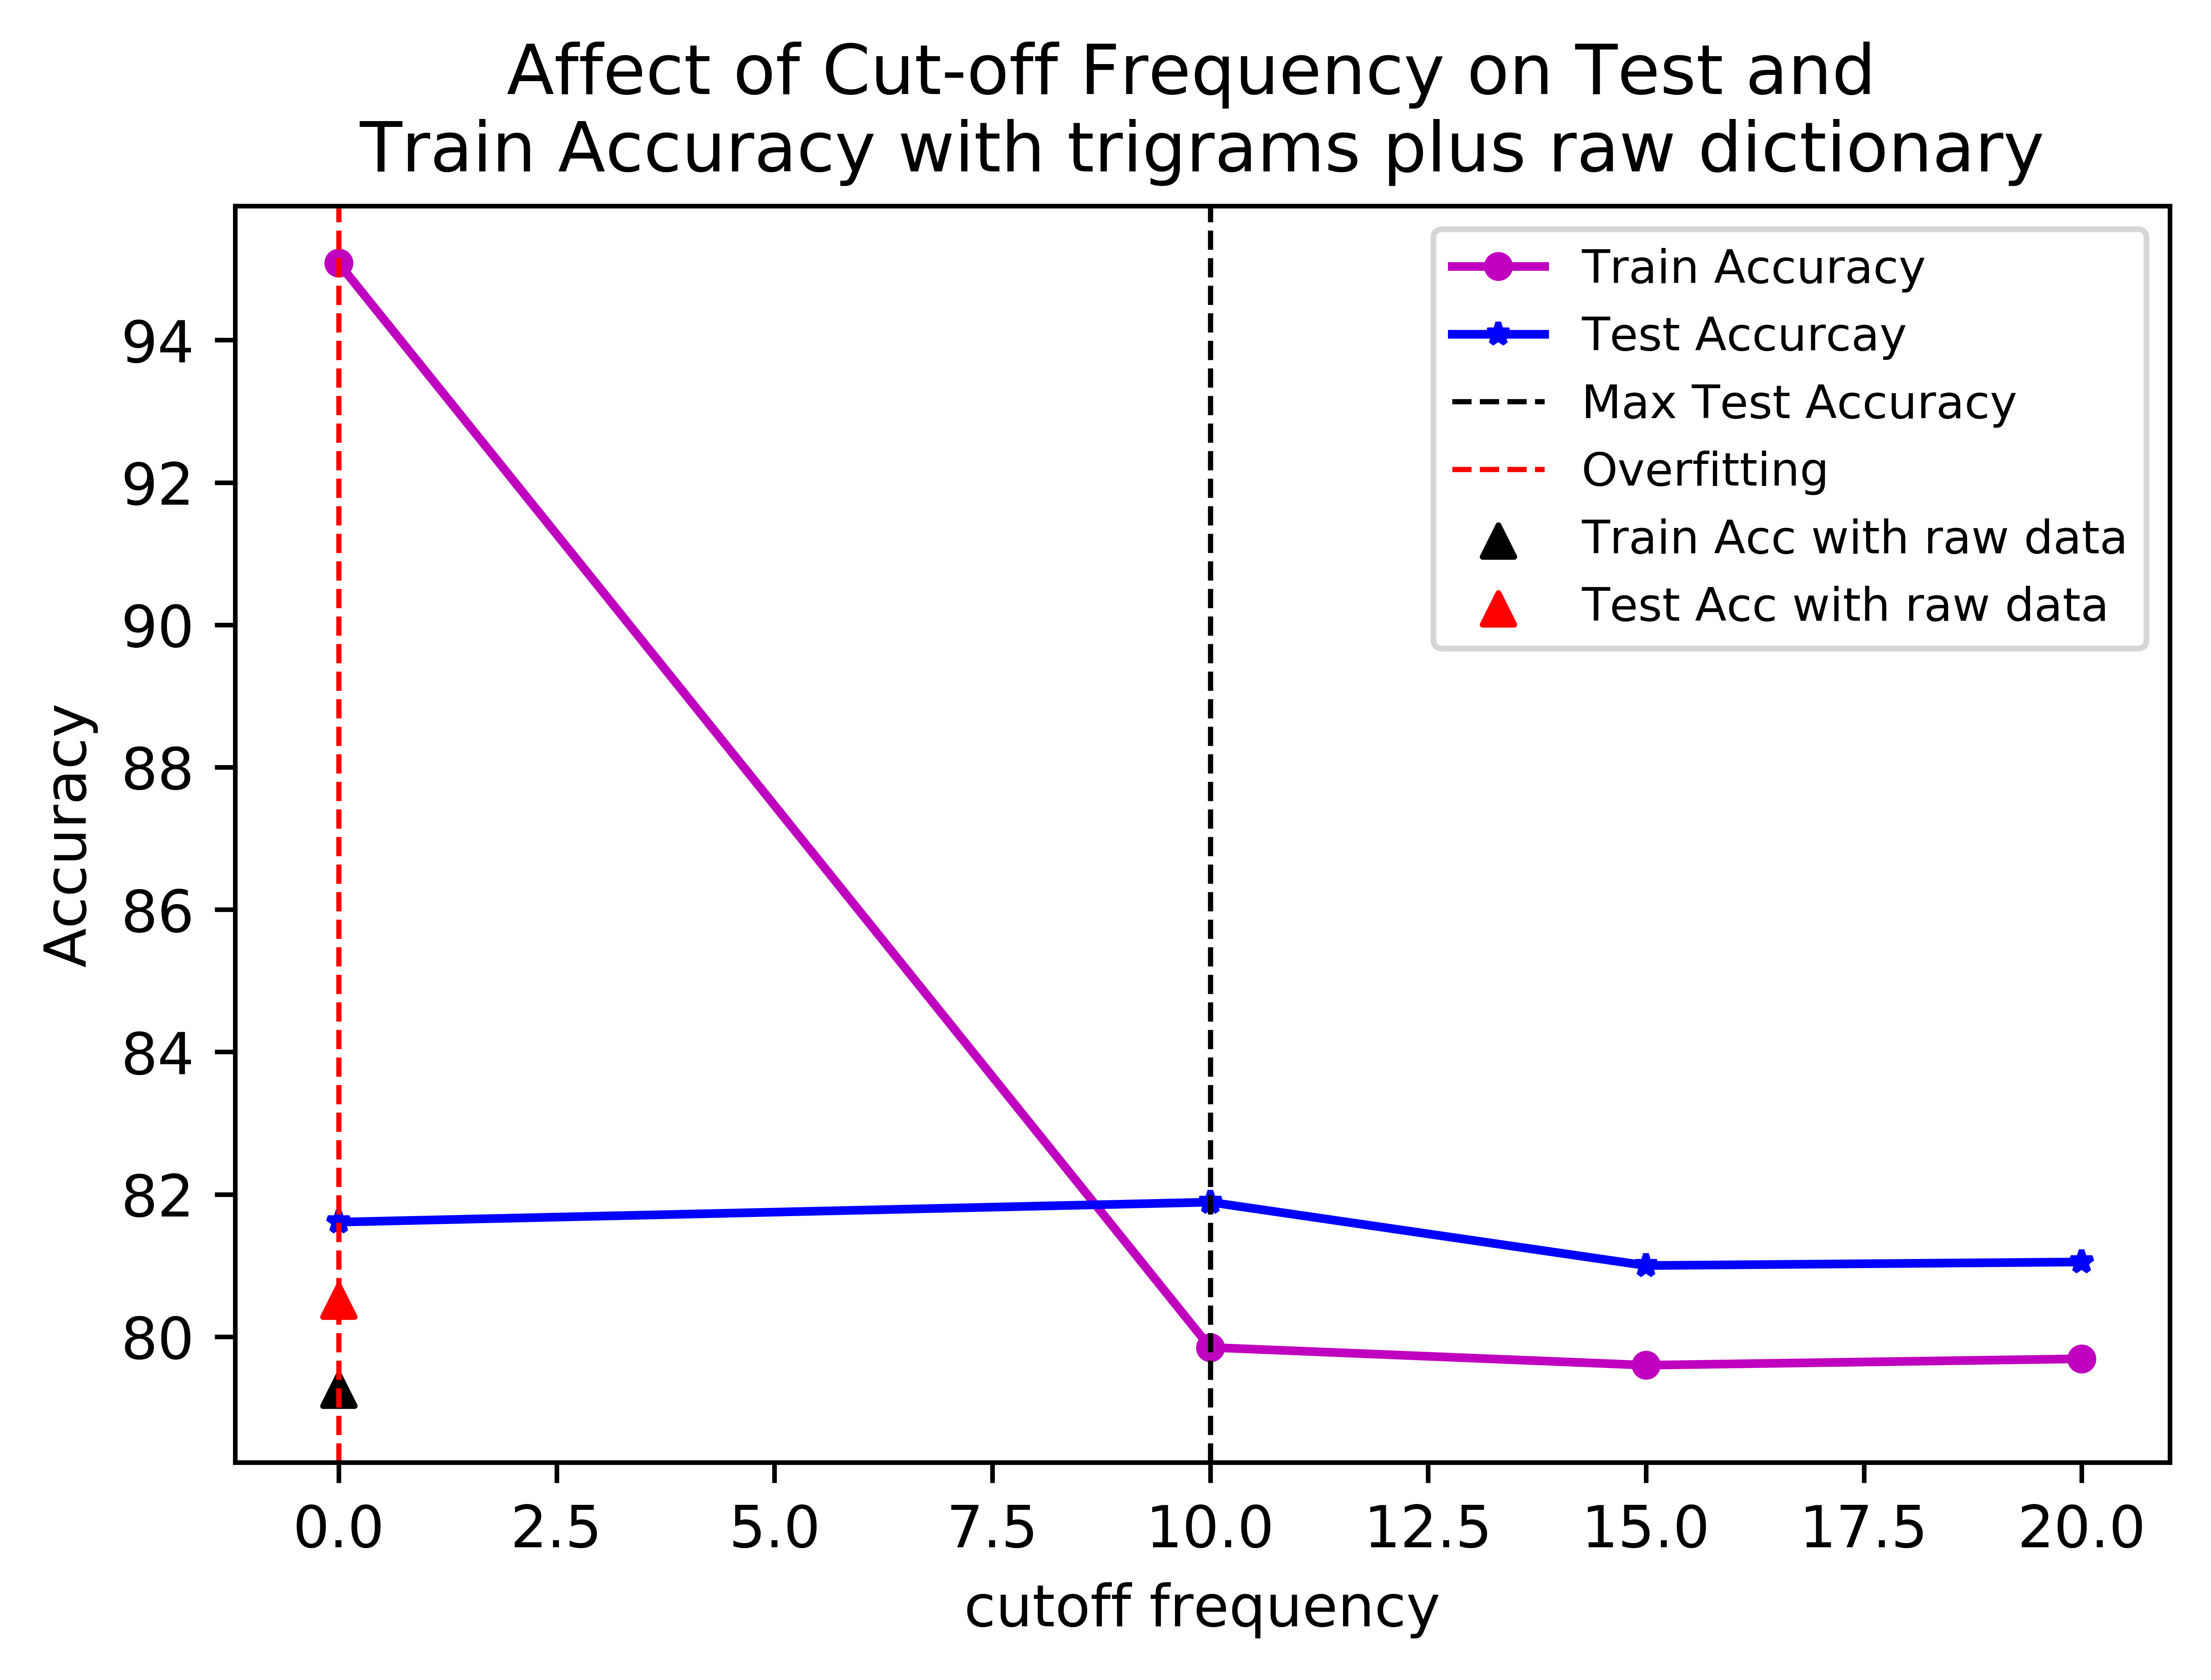 Affect of Cut-off Frequency on Test and
Train Accuracy with trigrams plus raw dictionary
Train Accuracy
Test Accurcay
Max Test Accuracy
Overfitting
Train Acc with raw data
Test Acc with raw data
Accuracy
94
92
90
88
86
84
82
80
0.0 2.5 5.0 7.5 10.0 12.5 15.0 17.5 20.0
cutoff frequency